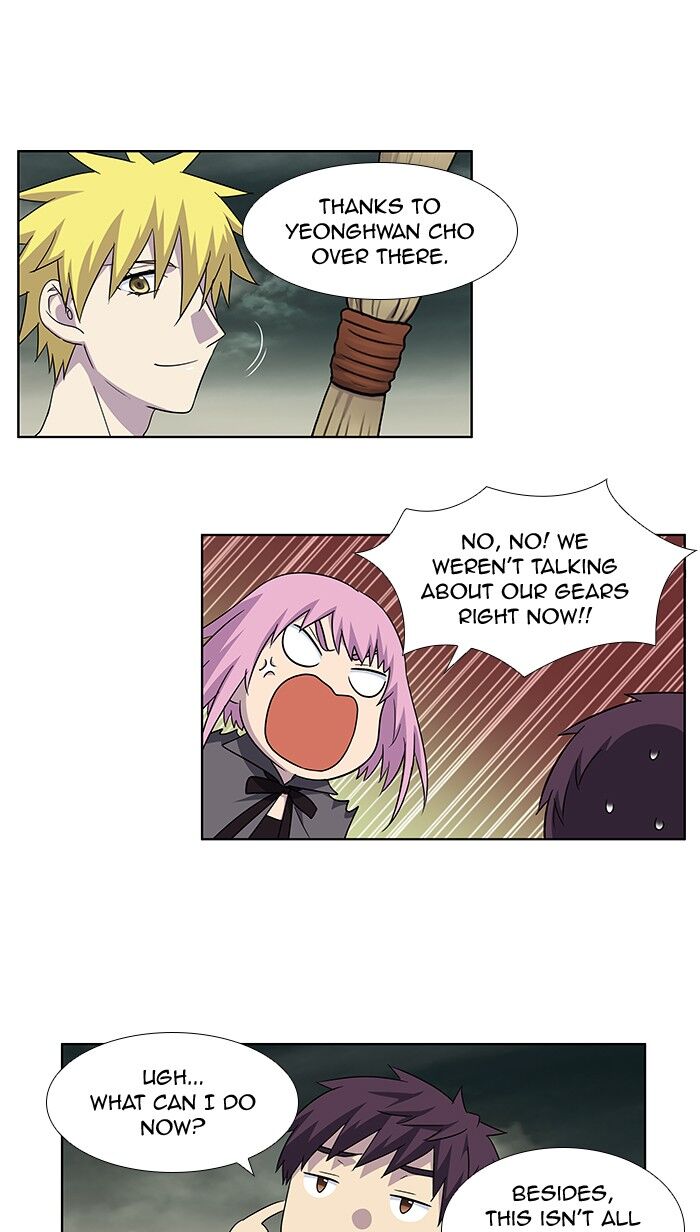 THANKS TO
YEONGHWAN CHO
OVER THERE.
NO, NO! WE
WEREN'T TALKING
ABOUT OUR GEARS
RIGHT NOW!!
UGH...
WHAT CAN I DO
NOW?
BESIDES,
THIS ISN'T ALL